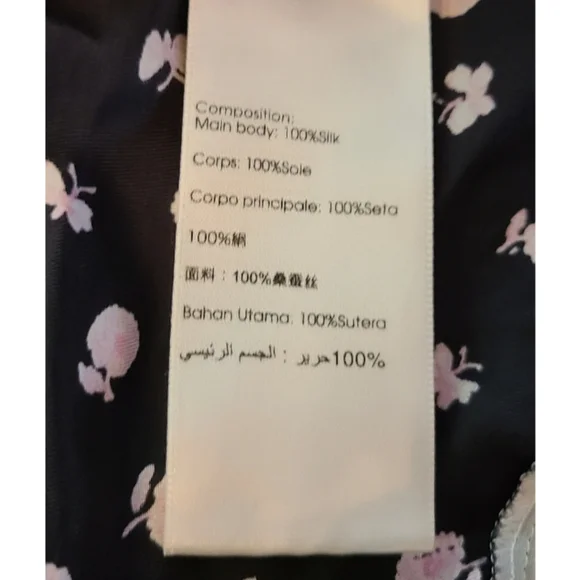 Composition:
Main body: 100%Silk
Corps: 100%Soie
Corpo principale: 100%Seta
100%絹
面料：100%桑蚕丝
Bahan Utama: 100%Sutera
100%حرير : الجسم الرئيسي